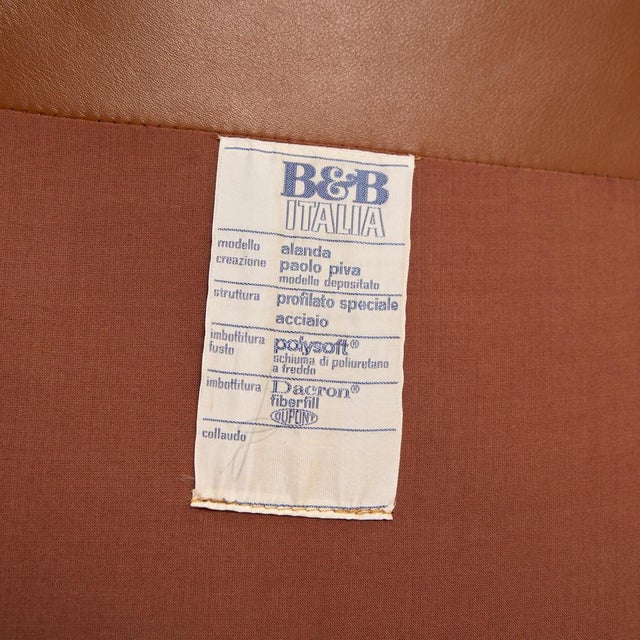 B&B
ITALIA
modello alanda
creazione paolo piva
modello depositato
struttura profilato speciale
acciaio
imbottitura polysoft®
fusto schiuma di poliuretano
a freddo
imbottitura Dacron®
fiberfill
DUPONT
collaudo